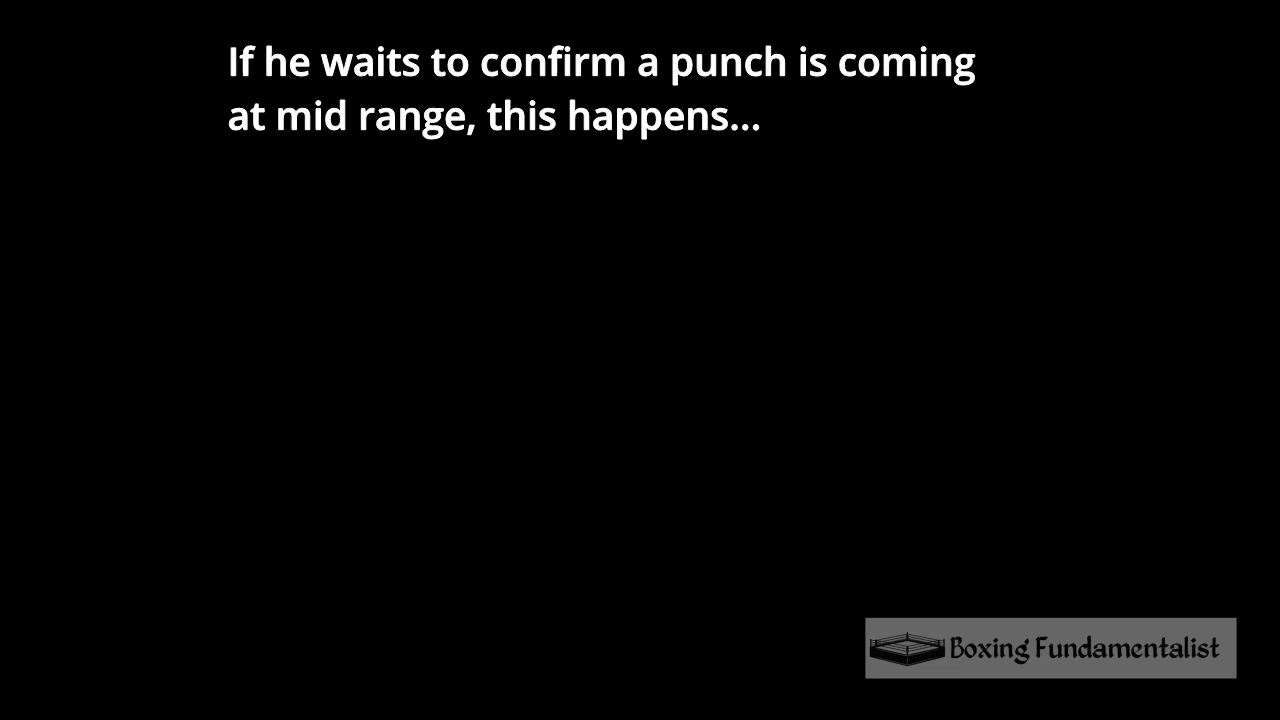 If he waits to confirm a punch is coming
at mid range, this happens...
Boxing Fundamentalist